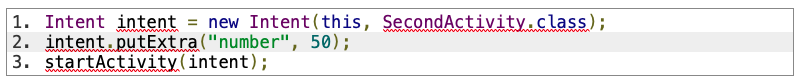 1. Intent intent = new Intent(this, SecondActivity.class);
2. intent.putExtra("number", 50);
3. startActivity(intent);